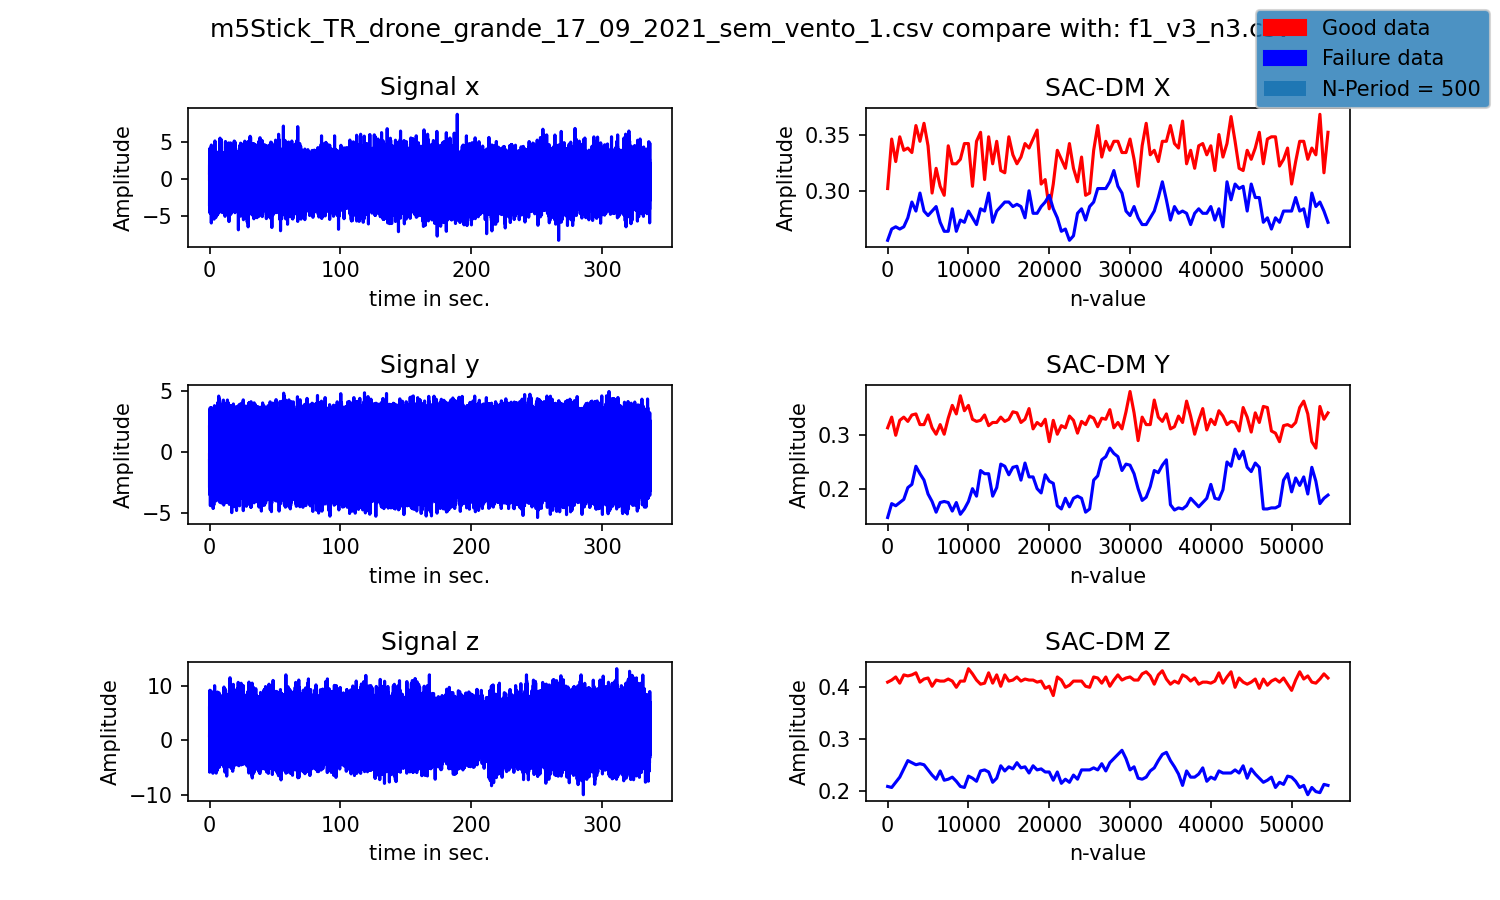 m5Stick_TR_drone_grande_17_09_2021_sem_vento_1.csv compare with: f1_v3_n3.csv
Good data
Failure data
N-Period = 500
Signal x
Amplitude
5
0
−5
0 100 200 300
time in sec.
SAC-DM X
Amplitude
0.35
0.30
0 10000 20000 30000 40000 50000
n-value
Signal y
Amplitude
5
0
−5
0 100 200 300
time in sec.
SAC-DM Y
Amplitude
0.3
0.2
0 10000 20000 30000 40000 50000
n-value
Signal z
Amplitude
10
0
−10
0 100 200 300
time in sec.
SAC-DM Z
Amplitude
0.4
0.3
0.2
0 10000 20000 30000 40000 50000
n-value